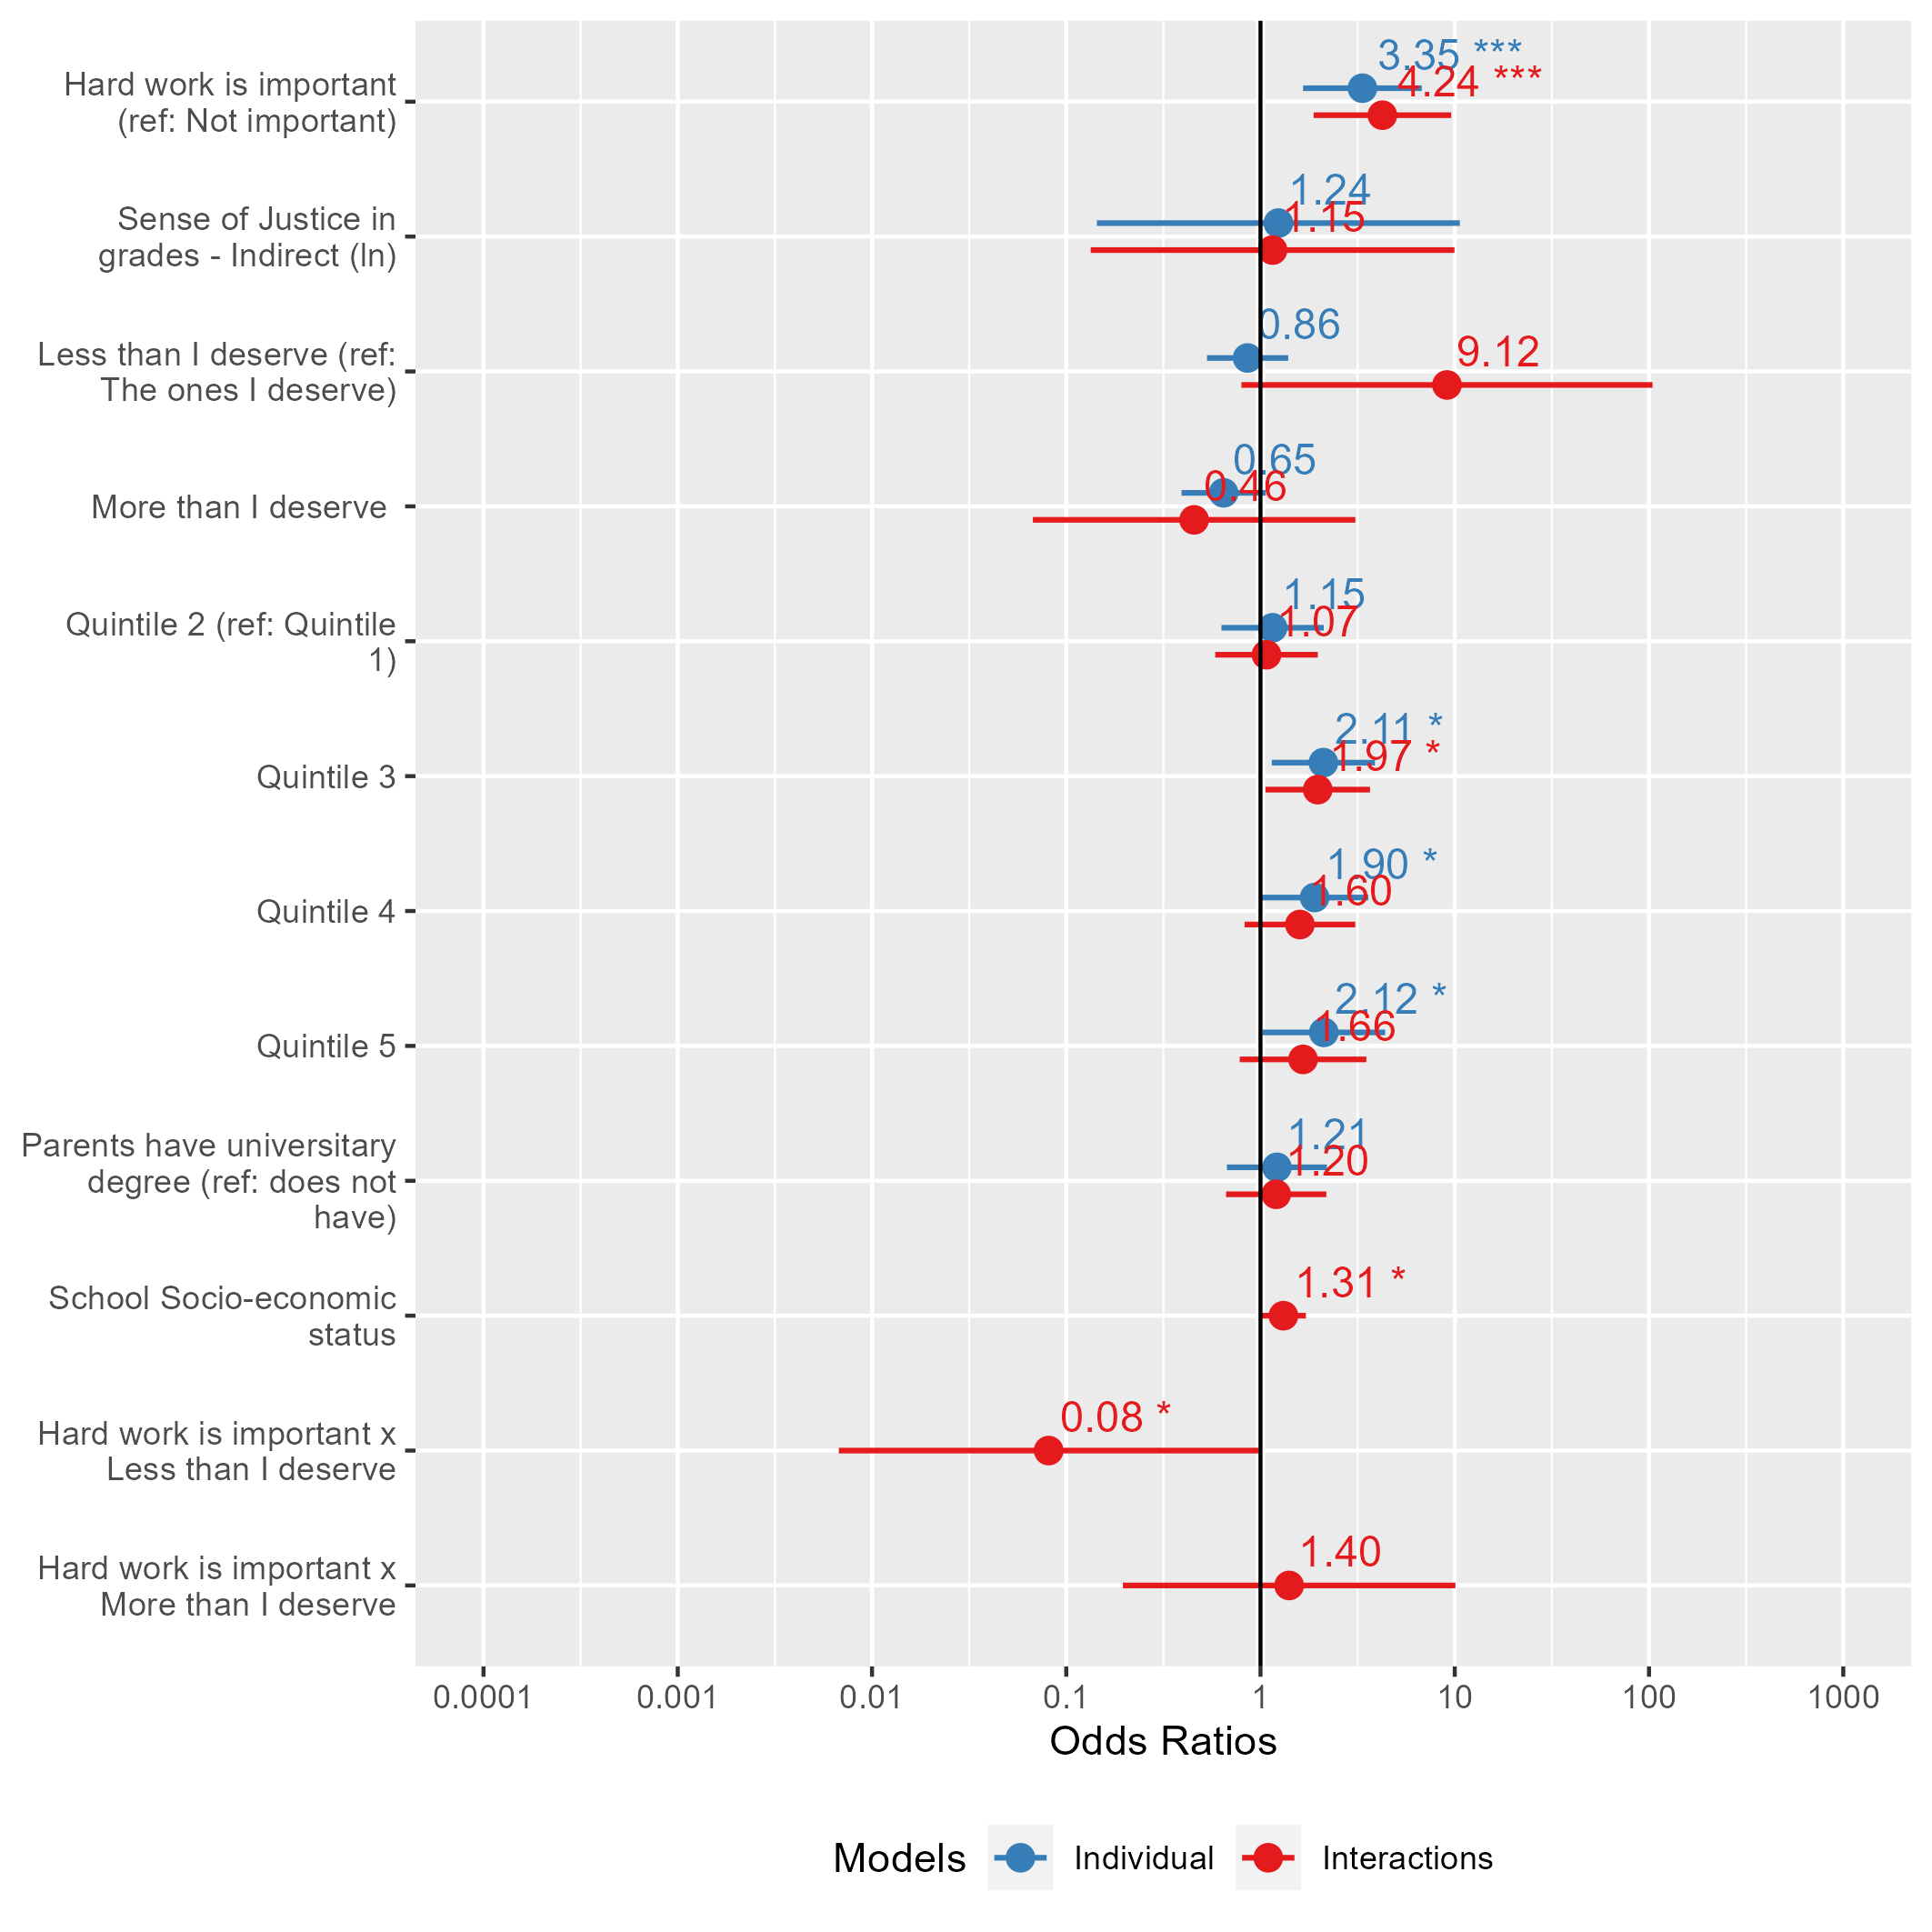 Hard work is important
(ref: Not important)
3.35 ***
4.24 ***
Sense of Justice in
grades - Indirect (ln)
1.24
1.15
Less than I deserve (ref:
The ones I deserve)
0.86
9.12
More than I deserve
0.65
0.46
Quintile 2 (ref: Quintile
1)
1.15
1.07
Quintile 3
2.11 *
1.97 *
Quintile 4
1.90 *
1.60
Quintile 5
2.12 *
1.66
Parents have universitary
degree (ref: does not
have)
1.21
1.20
School Socio-economic
status
1.31 *
Hard work is important x
Less than I deserve
0.08 *
Hard work is important x
More than I deserve
1.40
0.0001 0.001 0.01 0.1 1 10 100 1000
Odds Ratios
Models Individual Interactions